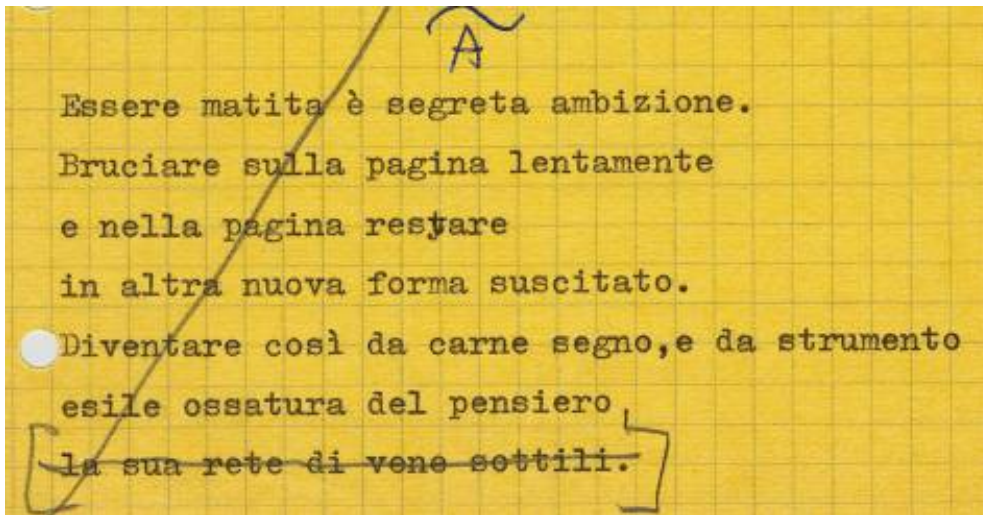 A
Essere matita è segreta ambizione.
Bruciare sulla pagina lentamente
e nella pagina restare
in altra nuova forma suscitato.
Diventare così da carne segno,e da strumento
esile ossatura del pensiero,
la sua rete di vene sottili.